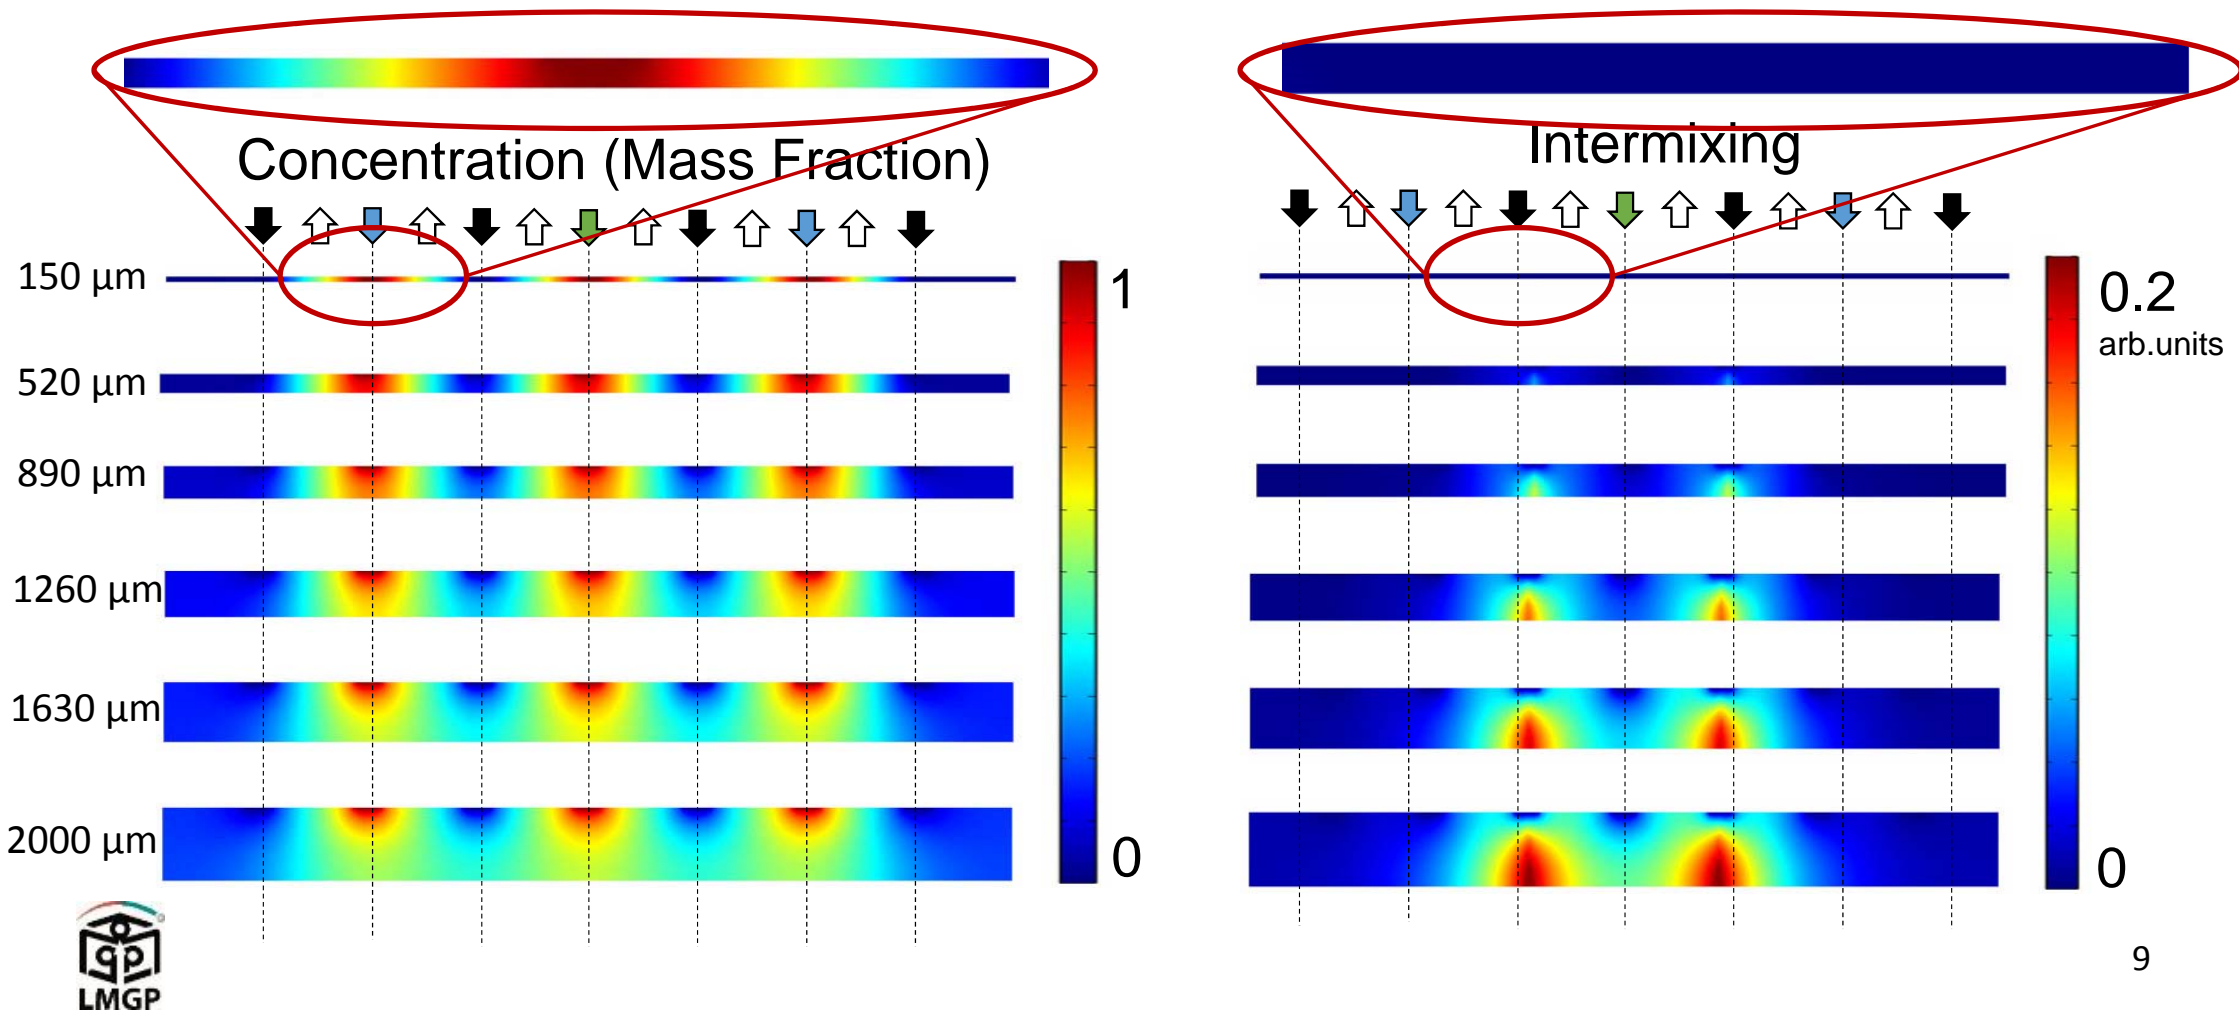 Concentration (Mass Fraction)
150 µm
520 µm
890 µm
1260 µm
1630 µm
2000 µm
1
0
Intermixing
0.2
arb.units
0
LMGP
9